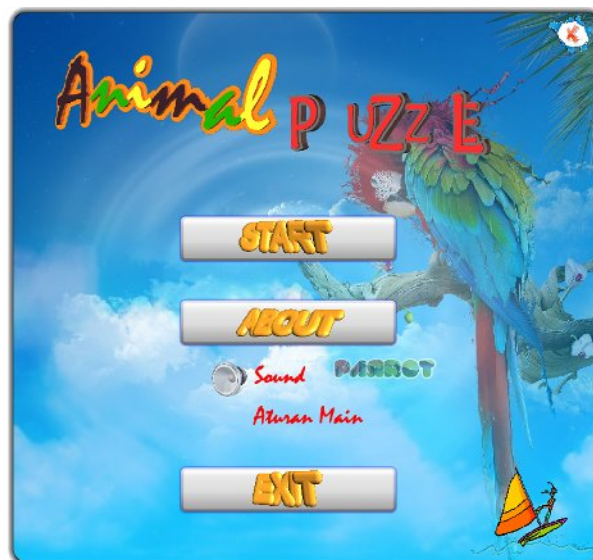 Animal PUZZLE
START
ABOUT
Sound PARROT
Aturan Main
EXIT